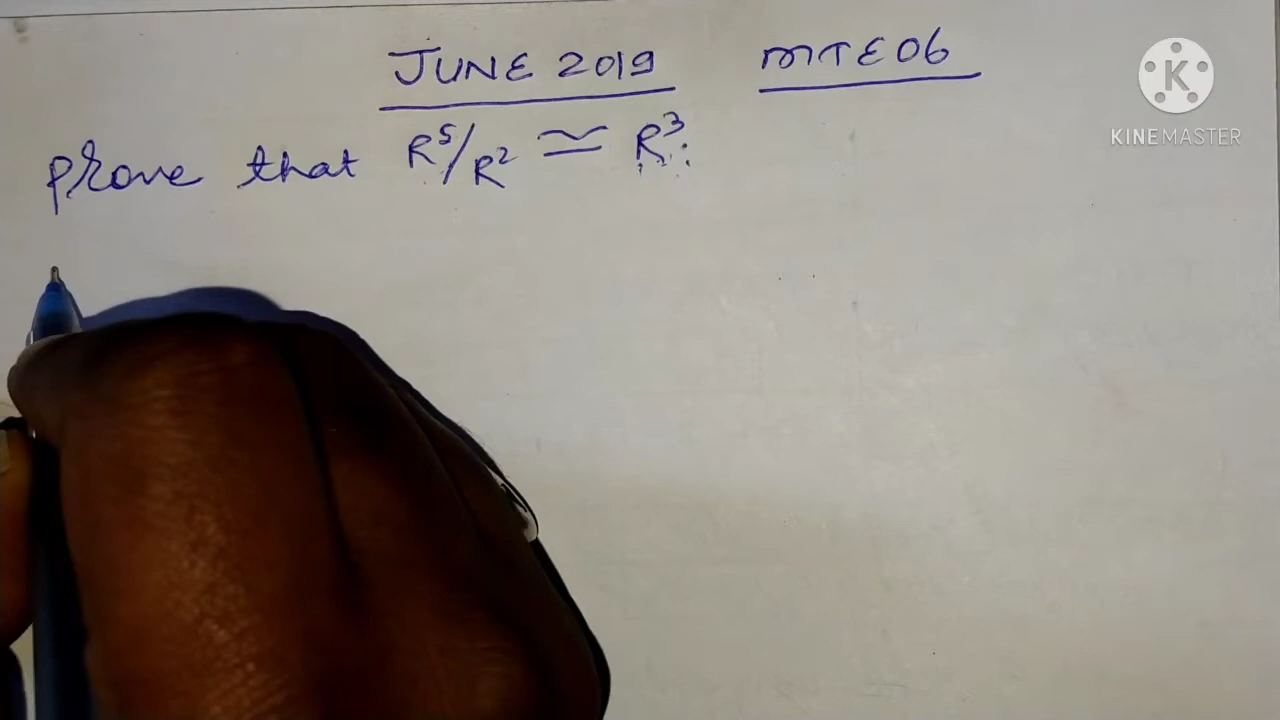 JUNE 2019 MTE06
K
KINEMASTER
Prove that R⁵/R² ≃ R³: